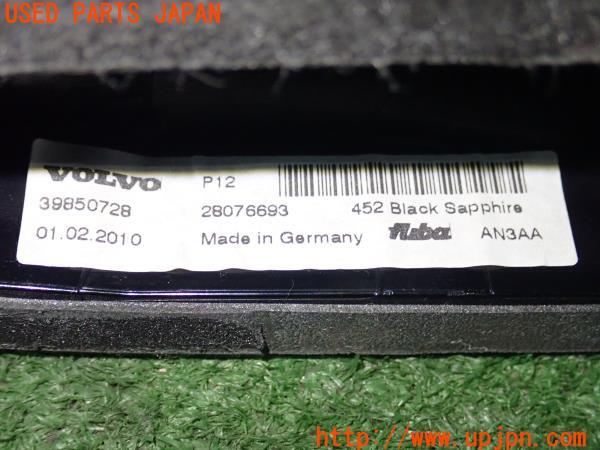 USED PARTS JAPAN
VOLVO P12
39850728 28076693 452 Black Sapphire
01.02.2010 Made in Germany fuba AN3AA
http://www.upjpn.com